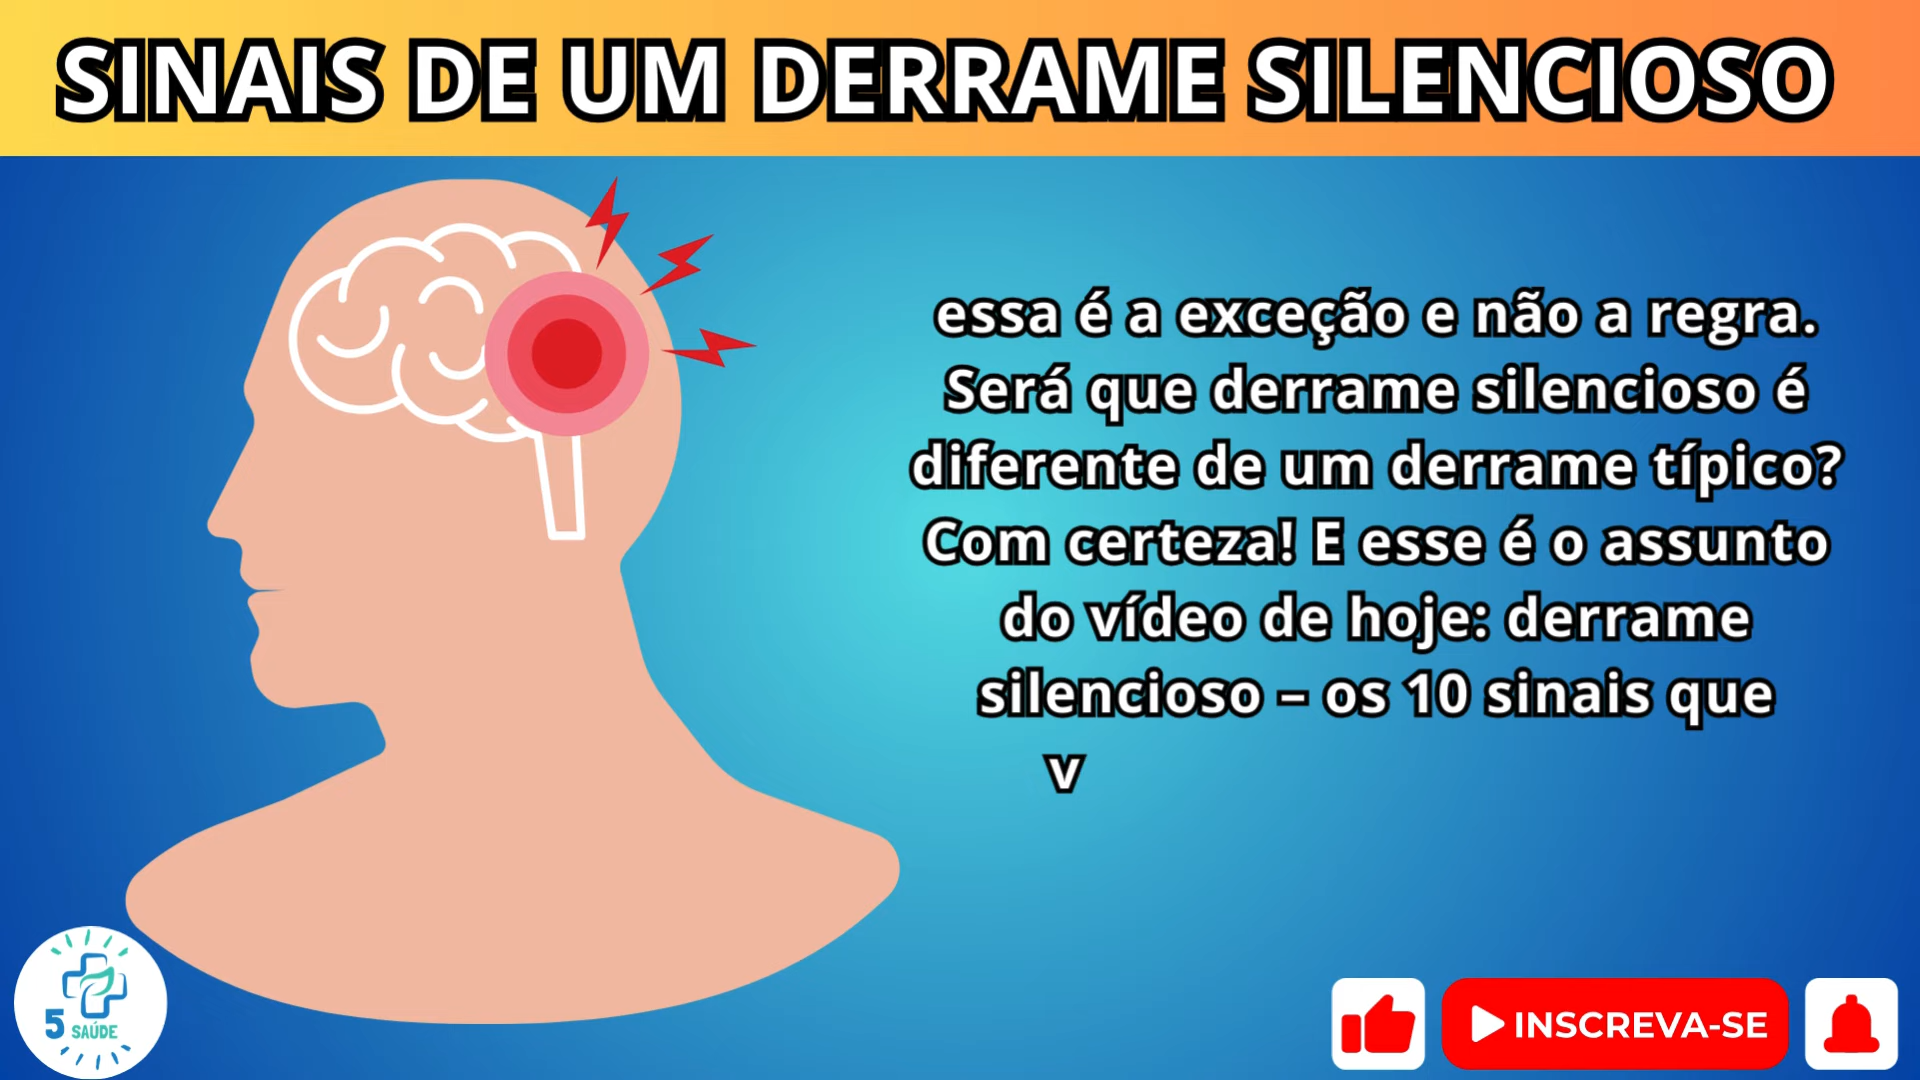 SINAIS DE UM DERRAME SILENCIOSO
essa é a exceção e não a regra.
Será que derrame silencioso é
diferente de um derrame típico?
Com certeza! E esse é o assunto
do vídeo de hoje: derrame
silencioso – os 10 sinais que
v
5 SAÚDE
INSCREVA-SE